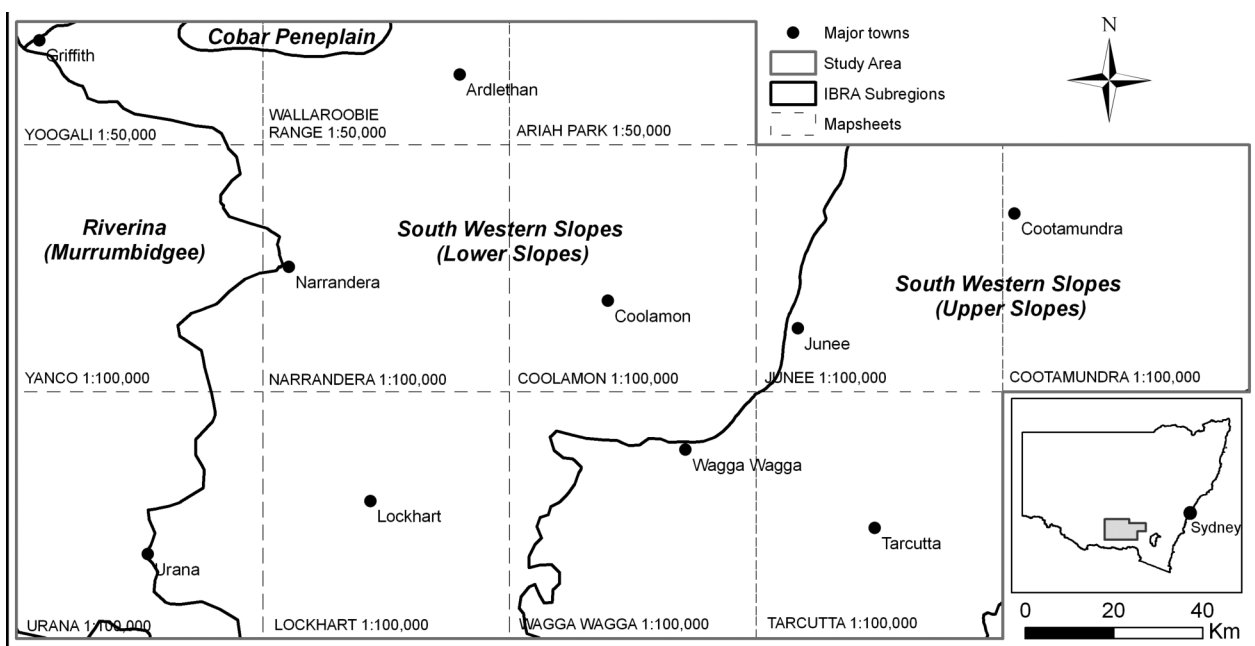 Cobar Peneplain
Griffith
Ardlethan
YOOGALI 1:50,000
WALLAROOBIE
RANGE 1:50,000
ARIAH PARK 1:50,000
Major towns
Study Area
IBRA Subregions
Mapsheets
N
Riverina
(Murrumbidgee)
South Western Slopes
(Lower Slopes)
Cootamundra
Narrandera
South Western Slopes
(Upper Slopes)
Coolamon
Junee
YANCO 1:100,000
NARRANDERA 1:100,000
COOLAMON 1:100,000
JUNEE 1:100,000
COOTAMUNDRA 1:100,000
Wagga Wagga
Lockhart
Tarcutta
Urana
Sydney
URANA 1:100,000
LOCKHART 1:100,000
WAGGA WAGGA 1:100,000
TARCUTTA 1:100,000
0 20 40
Km